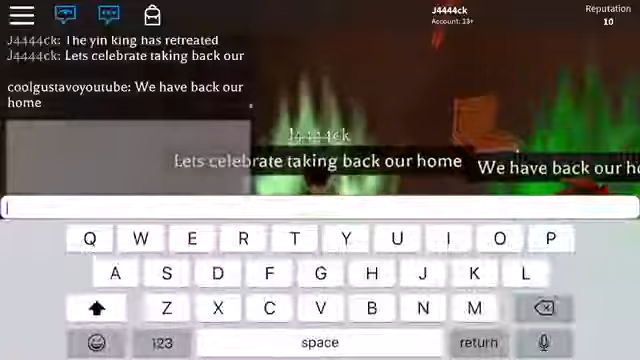 J4444ck
Account: 13+
Reputation
10
J4444ck: The yin king has retreated
J4444ck: Lets celebrate taking back our
coolgustavoyoutube: We have back our
home
J4444ck
Lets celebrate taking back our home
We have back our ho
Q W E R T Y U I O P
A S D F G H J K L
Z X C V B N M
123 space return